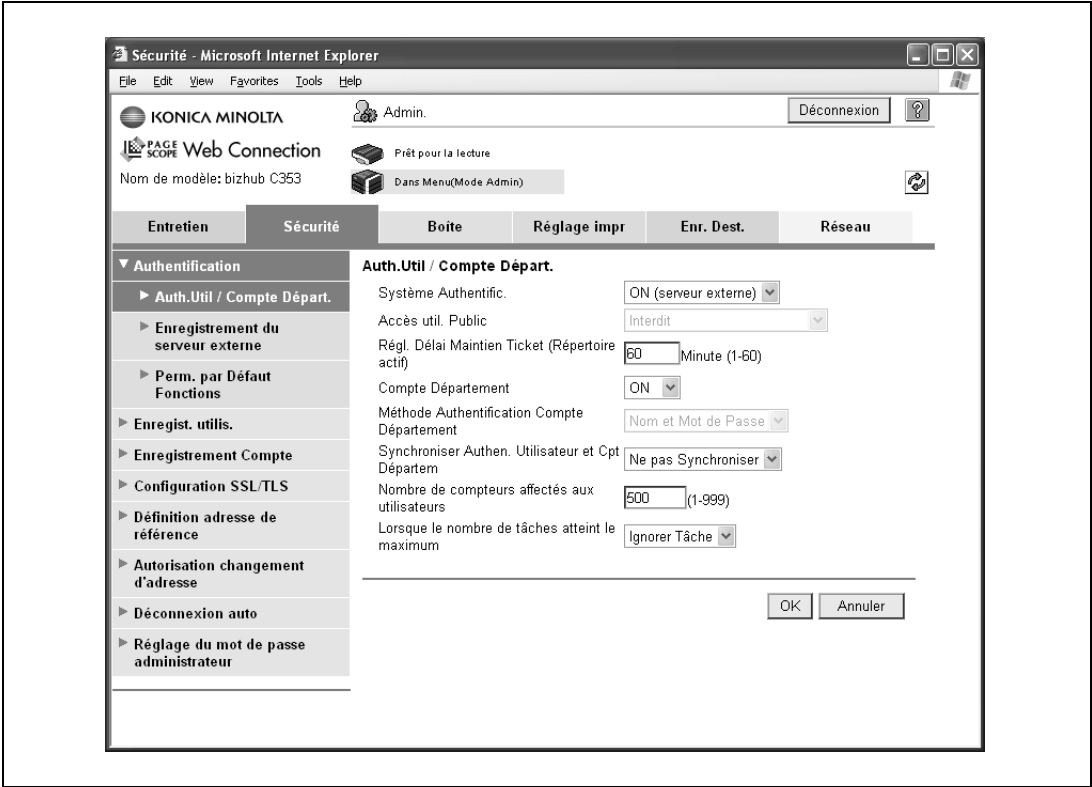 Sécurité - Microsoft Internet Explorer
File Edit View Favorites Tools Help
KONICA MINOLTA
Admin.
Déconnexion
?
PAGE SCOPE Web Connection
Prêt pour la lecture
Nom de modèle: bizhub C353
Dans Menu(Mode Admin)
Entretien
Sécurité
Boîte
Réglage impr
Enr. Dest.
Réseau
Authentification
Auth.Util / Compte Départ.
Enregistrement du
serveur externe
Perm. par Défaut
Fonctions
Enregist. utilis.
Enregistrement Compte
Configuration SSL/TLS
Définition adresse de
référence
Autorisation changement
d'adresse
Déconnexion auto
Réglage du mot de passe
administrateur
Auth.Util / Compte Départ.
Système Authentific.
ON (serveur externe)
Accès util. Public
Interdit
Régl. Délai Maintien Ticket (Répertoire
actif)
60 Minute (1-60)
Compte Département
ON
Méthode Authentification Compte
Département
Nom et Mot de Passe
Synchroniser Authen. Utilisateur et Cpt
Départem
Ne pas Synchroniser
Nombre de compteurs affectés aux
utilisateurs
500 (1-999)
Lorsque le nombre de tâches atteint le
maximum
Ignorer Tâche
OK
Annuler